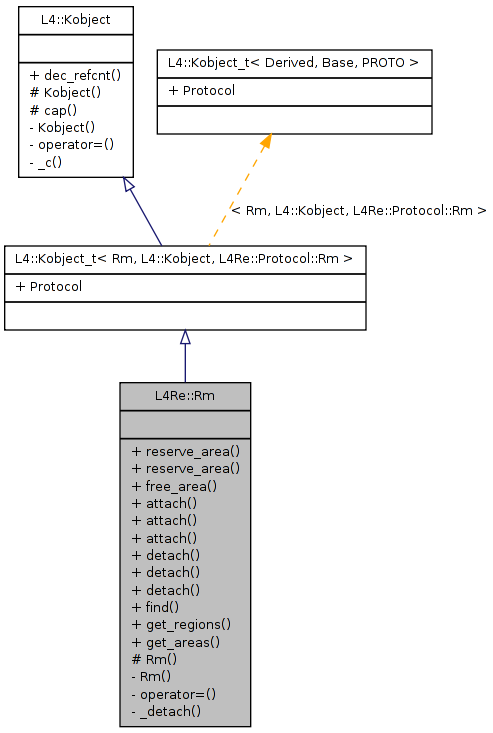 L4::Kobject
+ dec_refcnt()
# Kobject()
# cap()
- Kobject()
- operator=()
- _c()
L4::Kobject_t< Derived, Base, PROTO >
+ Protocol
< Rm, L4::Kobject, L4Re::Protocol::Rm >
L4::Kobject_t< Rm, L4::Kobject, L4Re::Protocol::Rm >
+ Protocol
L4Re::Rm
+ reserve_area()
+ reserve_area()
+ free_area()
+ attach()
+ attach()
+ attach()
+ detach()
+ detach()
+ detach()
+ find()
+ get_regions()
+ get_areas()
# Rm()
- Rm()
- operator=()
- _detach()